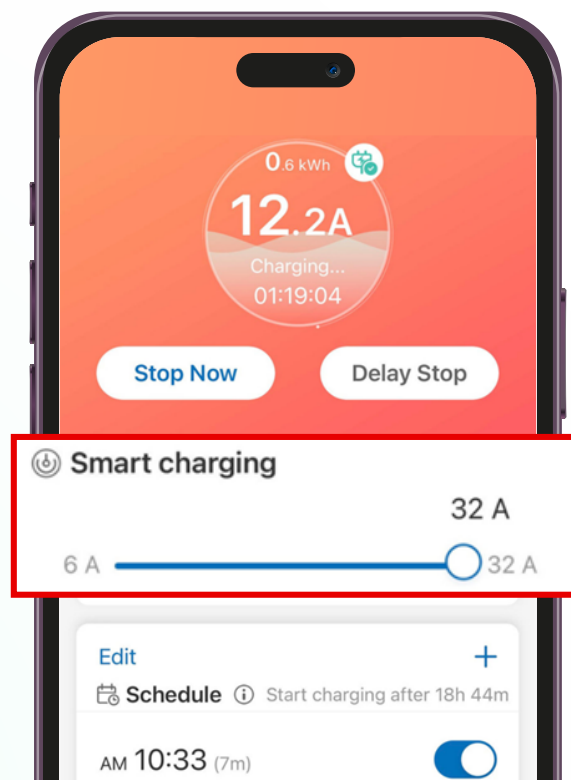 0.6 kWh
12.2A
Charging...
01:19:04
Stop Now
Delay Stop
Smart charging
32 A
6 A
32 A
Edit
+
Schedule
Start charging after 18h 44m
AM 10:33 (7m)